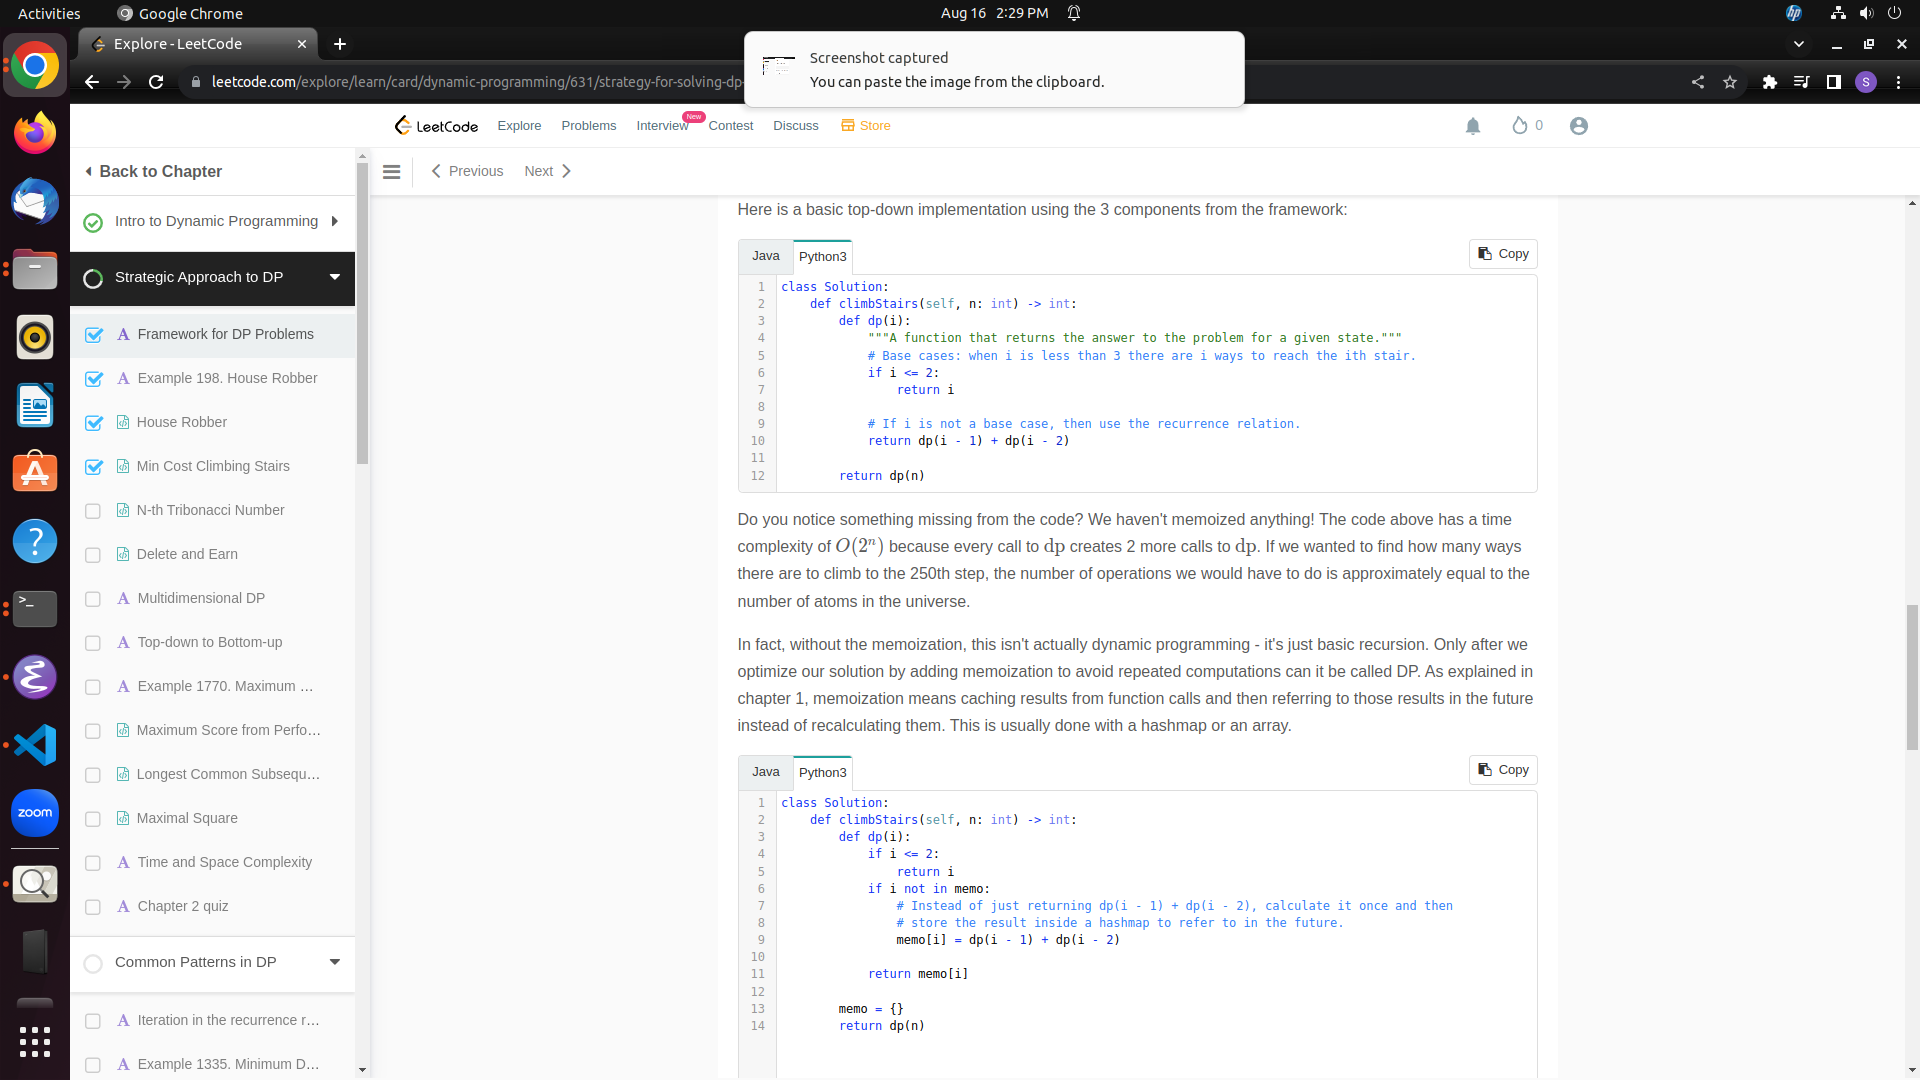 Activities
Google Chrome
Aug 16 2:29 PM
Explore - LeetCode
Screenshot captured
You can paste the image from the clipboard.
leetcode.com/explore/learn/card/dynamic-programming/631/strategy-for-solving-dp-
S
LeetCode
Explore
Problems
Interview
New
Contest
Discuss
Store
0
Back to Chapter
Previous
Next
Intro to Dynamic Programming
Strategic Approach to DP
A Framework for DP Problems
A Example 198. House Robber
House Robber
Min Cost Climbing Stairs
N-th Tribonacci Number
Delete and Earn
A Multidimensional DP
A Top-down to Bottom-up
A Example 1770. Maximum ...
Maximum Score from Perfo...
Longest Common Subsequ...
Maximal Square
A Time and Space Complexity
A Chapter 2 quiz
Common Patterns in DP
A Iteration in the recurrence r...
A Example 1335. Minimum D...
Here is a basic top-down implementation using the 3 components from the framework:
Java
Python3
Copy
1 class Solution:
2     def climbStairs(self, n: int) -> int:
3         def dp(i):
4             """A function that returns the answer to the problem for a given state."""
5             # Base cases: when i is less than 3 there are i ways to reach the ith stair.
6             if i <= 2:
7                 return i
8
9             # If i is not a base case, then use the recurrence relation.
10             return dp(i - 1) + dp(i - 2)
11
12         return dp(n)
Do you notice something missing from the code? We haven't memoized anything! The code above has a time
complexity of O(2ⁿ) because every call to dp creates 2 more calls to dp. If we wanted to find how many ways
there are to climb to the 250th step, the number of operations we would have to do is approximately equal to the
number of atoms in the universe.
In fact, without the memoization, this isn't actually dynamic programming - it's just basic recursion. Only after we
optimize our solution by adding memoization to avoid repeated computations can it be called DP. As explained in
chapter 1, memoization means caching results from function calls and then referring to those results in the future
instead of recalculating them. This is usually done with a hashmap or an array.
Java
Python3
Copy
1 class Solution:
2     def climbStairs(self, n: int) -> int:
3         def dp(i):
4             if i <= 2:
5                 return i
6             if i not in memo:
7                 # Instead of just returning dp(i - 1) + dp(i - 2), calculate it once and then
8                 # store the result inside a hashmap to refer to in the future.
9                 memo[i] = dp(i - 1) + dp(i - 2)
10
11             return memo[i]
12
13         memo = {}
14         return dp(n)
zoom
hp